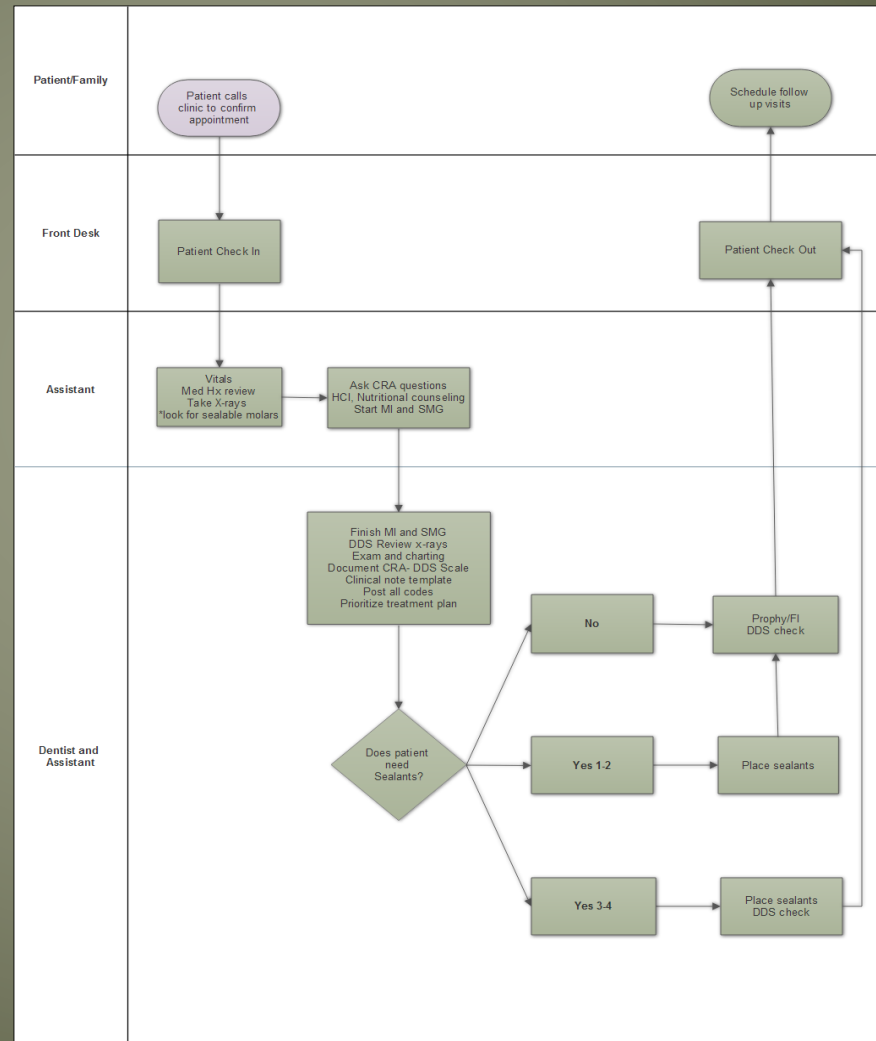 Patient/Family
Patient calls
clinic to confirm
appointment
Schedule follow
up visits
Front Desk
Patient Check In
Patient Check Out
Assistant
Vitals
Med Hx review
Take X-rays
*look for sealable molars
Ask CRA questions
HCI, Nutritional counseling
Start MI and SMG
Dentist and
Assistant
Finish MI and SMG
DDS Review x-rays
Exam and charting
Document CRA- DDS Scale
Clinical note template
Post all codes
Prioritize treatment plan
Does patient
need
Sealants?
No
Prophy/Fl
DDS check
Yes 1-2
Place sealants
Yes 3-4
Place sealants
DDS check